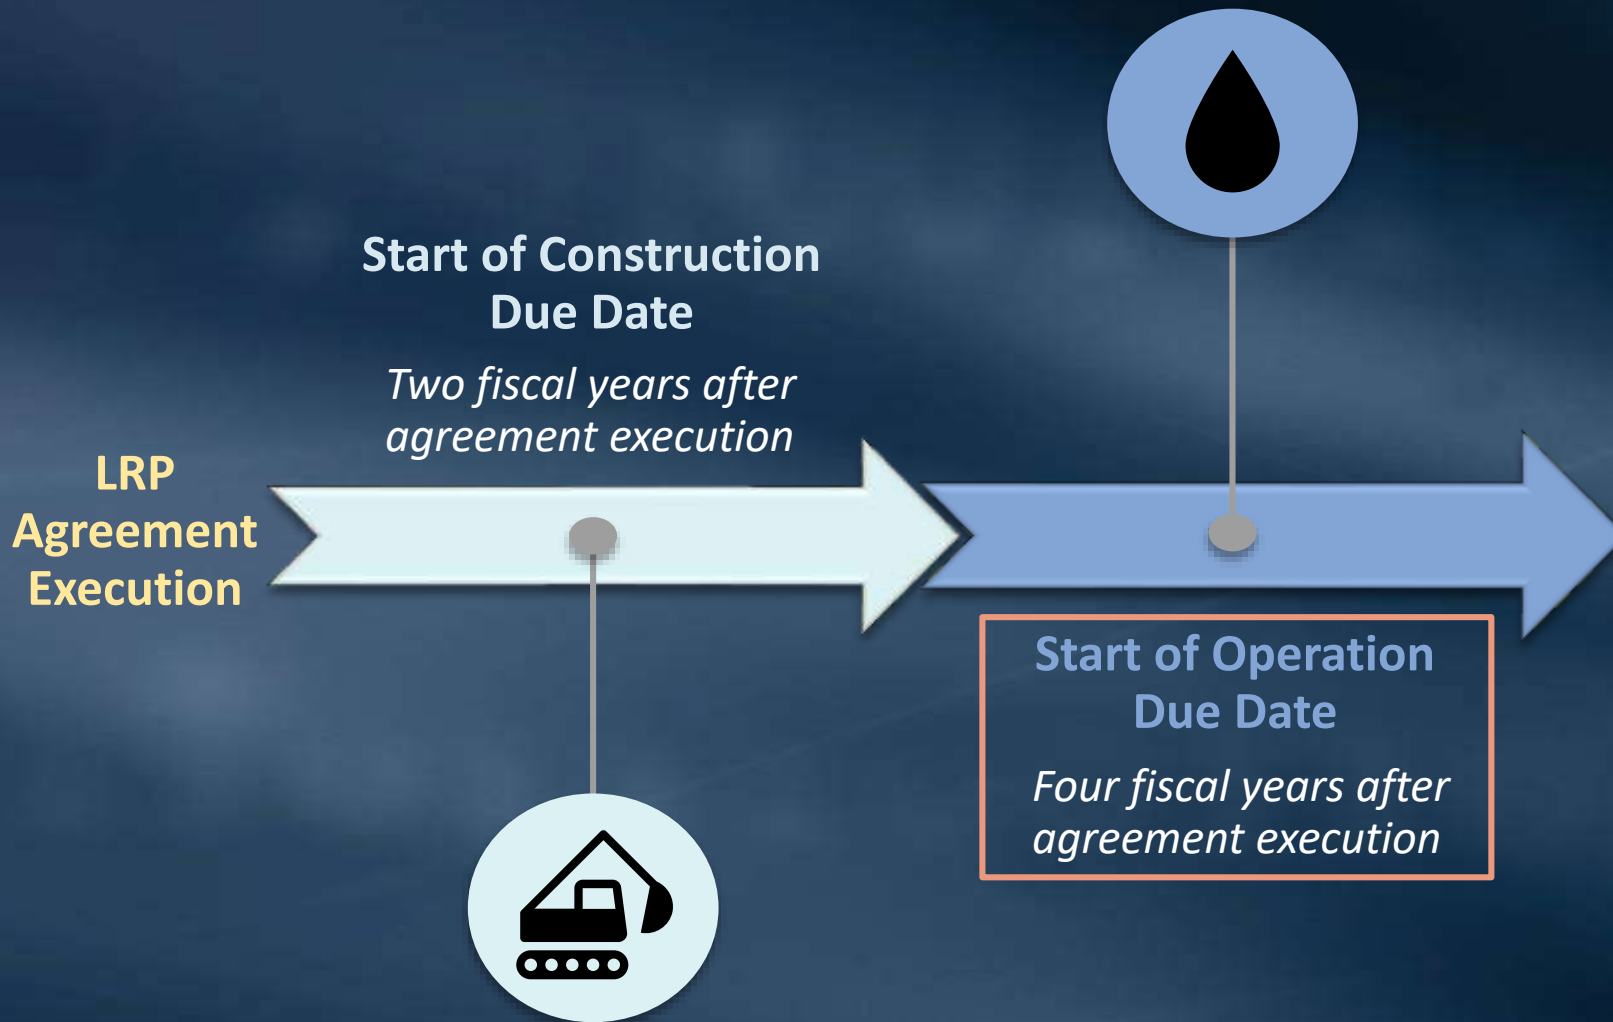 LRP
Agreement
Execution
Start of Construction
Due Date
Two fiscal years after
agreement execution
Start of Operation
Due Date
Four fiscal years after
agreement execution